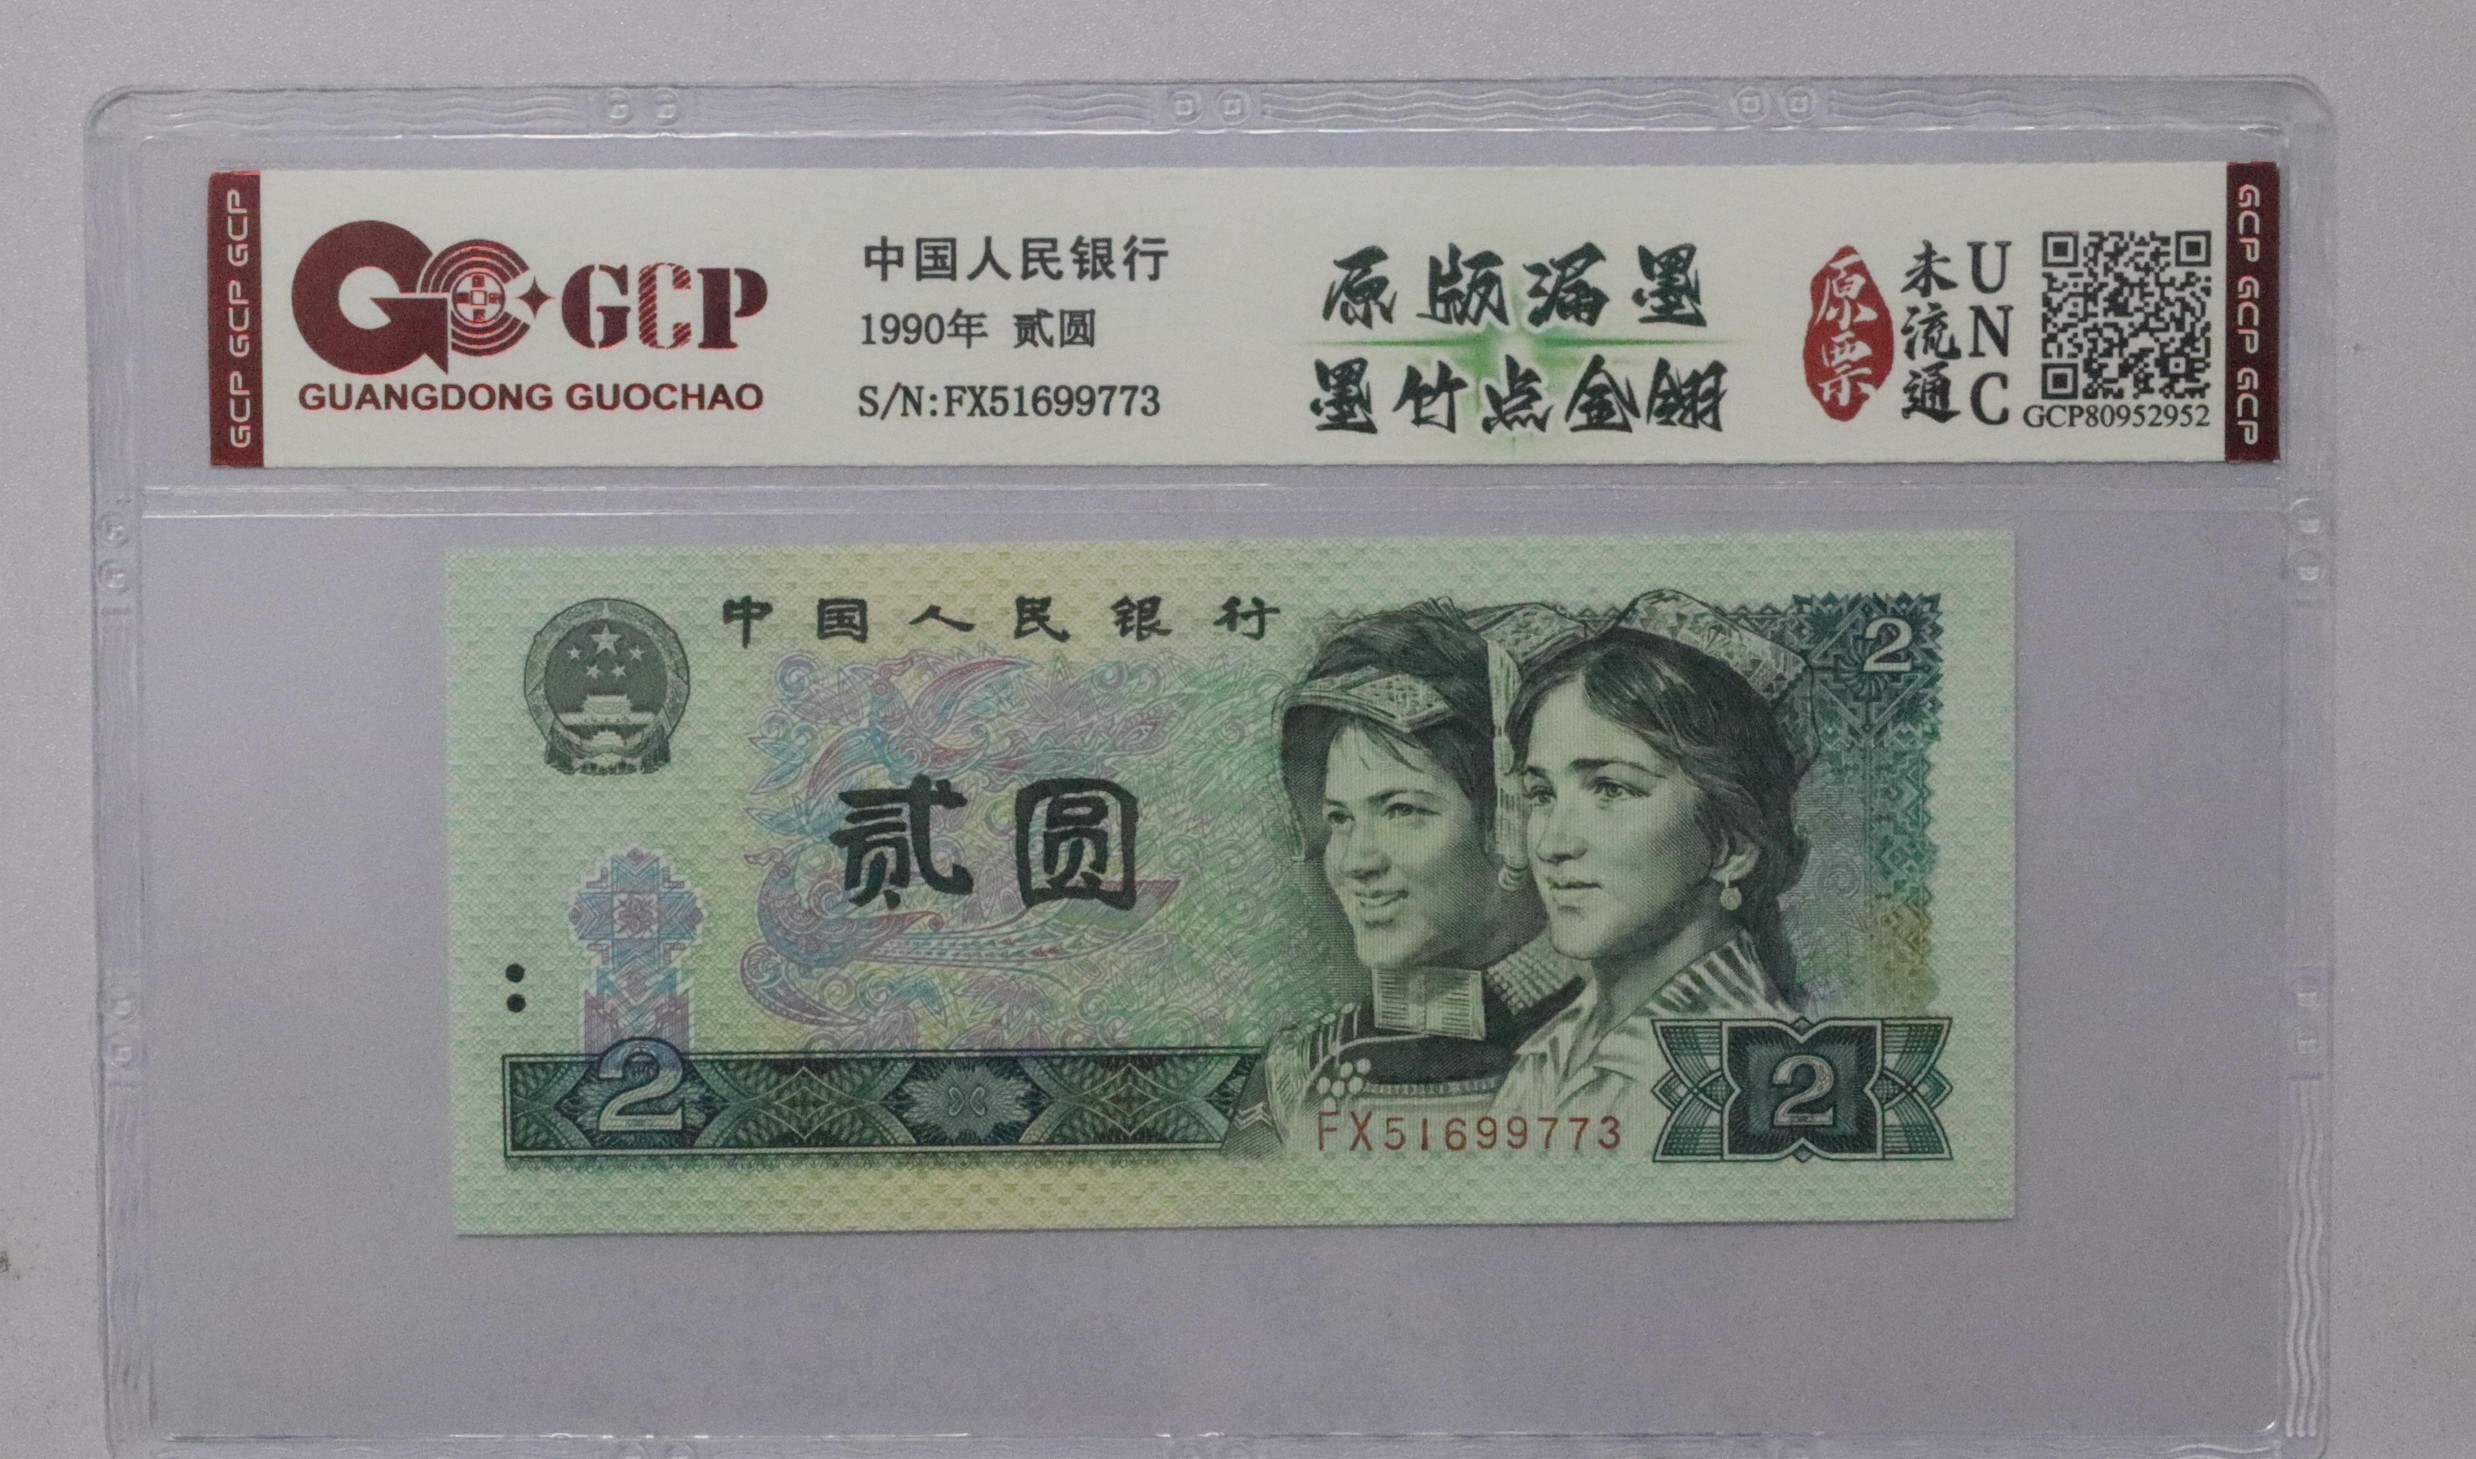 GCP GCP GCP
GCP
GUANGDONG GUOCHAO
中国人民银行
1990年 贰圆
S/N:FX51699773
原版漏墨
墨竹点金翎
原票
未流通
UNC
GCP80952952
GCP GCP GCP
中国人民银行
2
贰圆
2
2
FX51699773